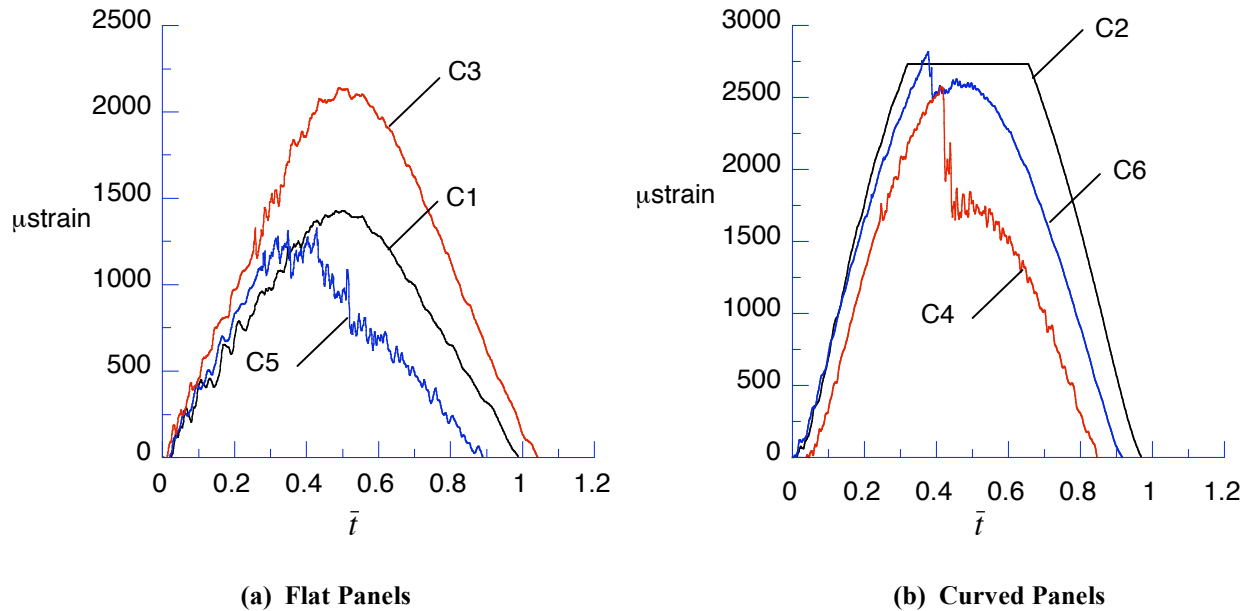 2500
2000
1500
1000
500
0
μstrain
C3
C1
C5
0 0.2 0.4 0.6 0.8 1 1.2
t̄
(a) Flat Panels
3000
2500
2000
1500
1000
500
0
μstrain
C2
C6
C4
0 0.2 0.4 0.6 0.8 1 1.2
t̄
(b) Curved Panels